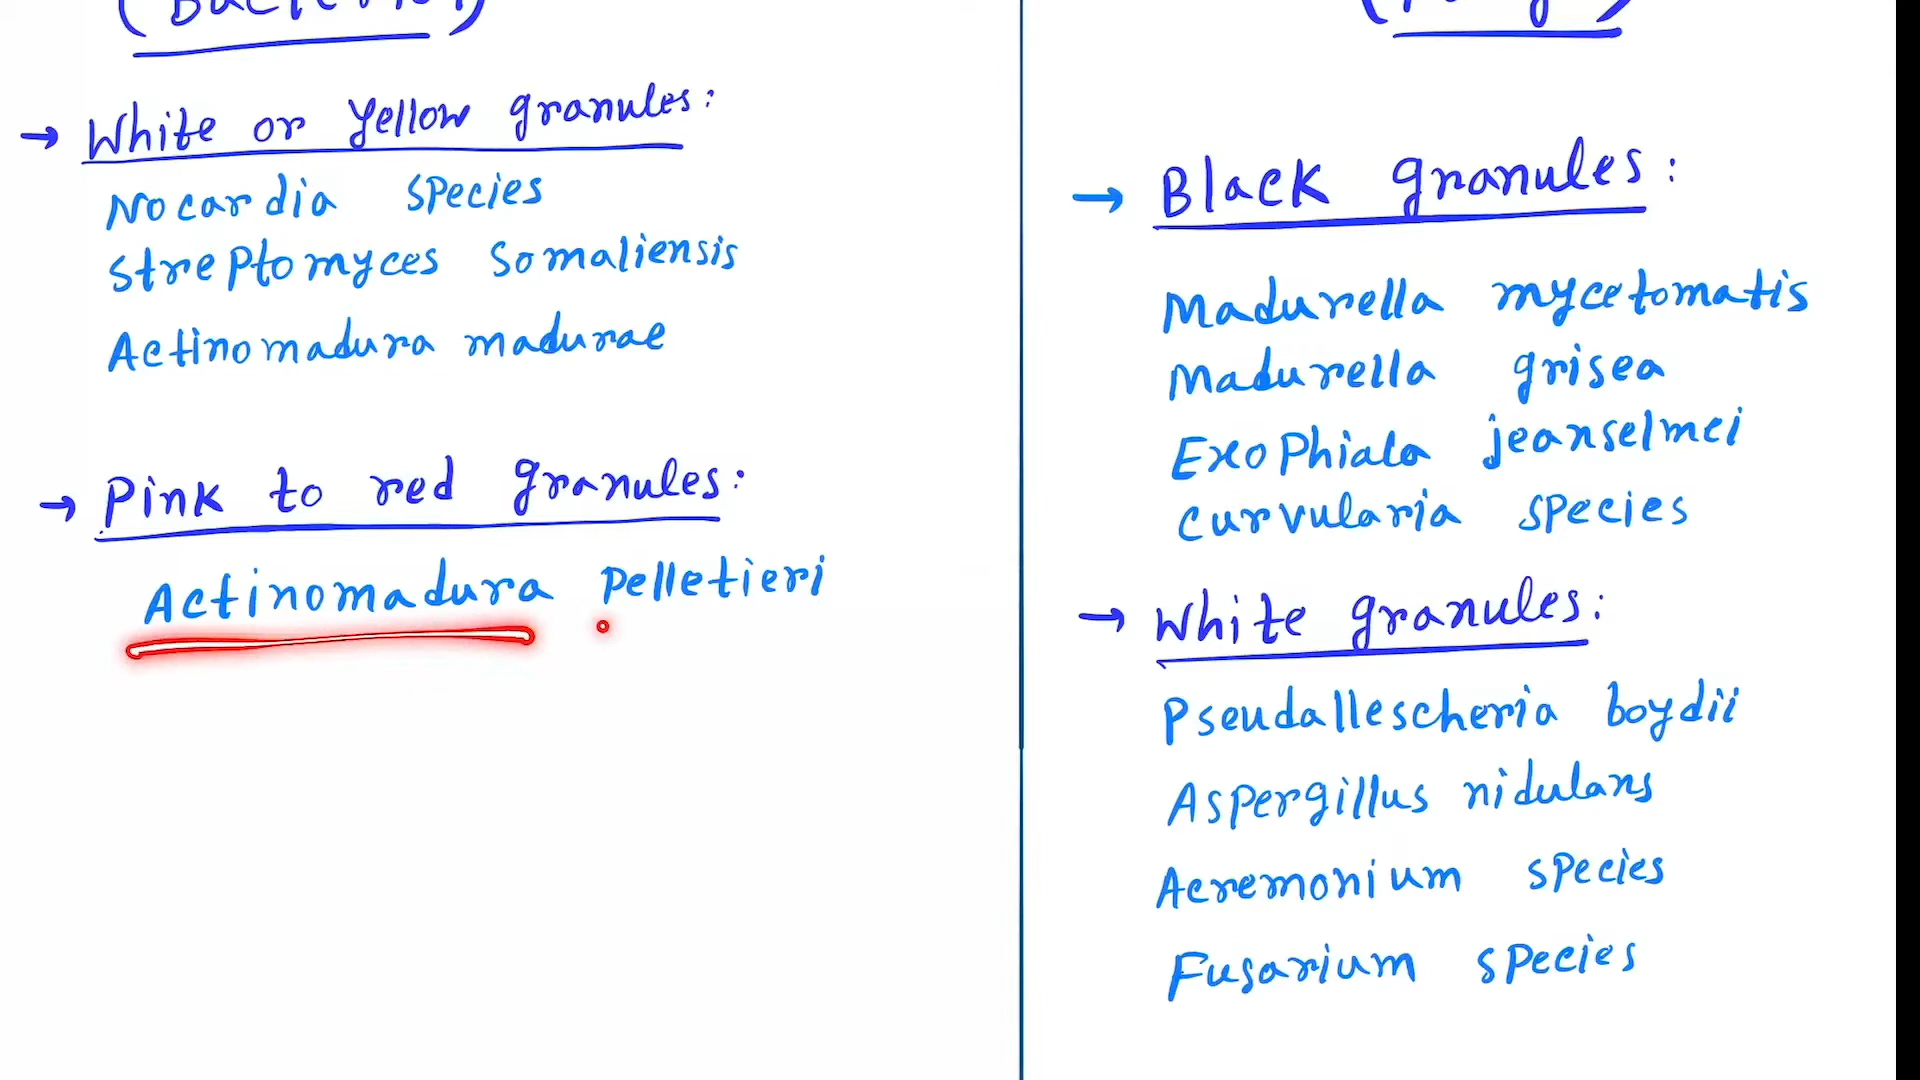 White or Yellow granules:
Nocardia species
Streptomyces Somaliensis
Actinomadura madurae
Pink to red granules:
Actinomadura pelletieri
Black granules:
Madurella mycetomatis
Madurella grisea
Exophiala jeanselmei
Curvularia species
White granules:
Pseudallescheria boydii
Aspergillus nidulans
Acremonium species
Fusarium species